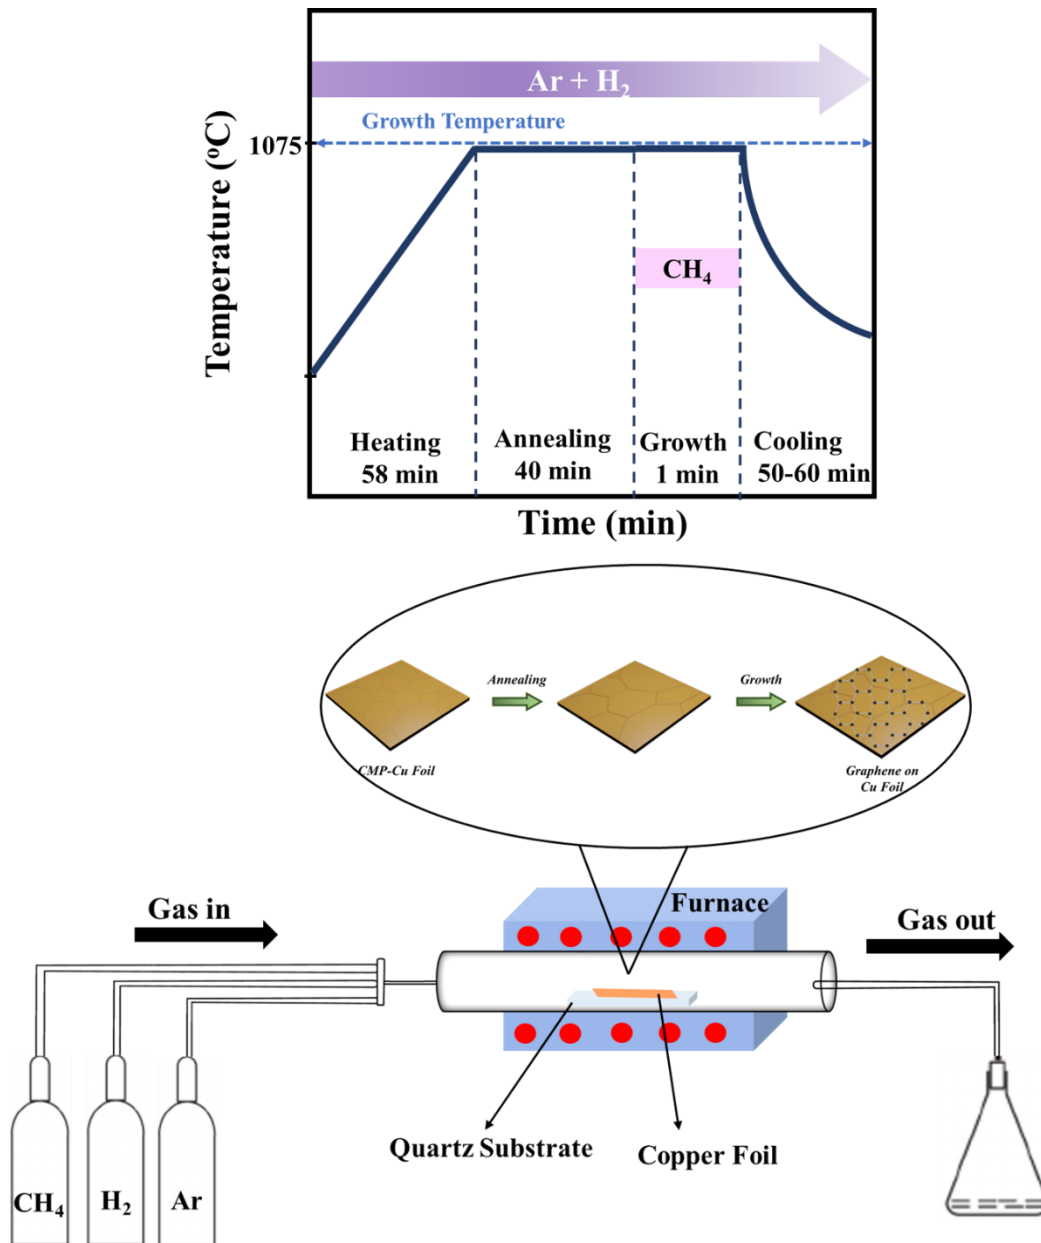 Ar + H₂
Growth Temperature
1075
Temperature (°C)
CH₄
Heating
58 min
Annealing
40 min
Growth
1 min
Cooling
50-60 min
Time (min)
Annealing
Growth
CMP-Cu Foil
Graphene on
Cu Foil
Furnace
Gas in
Gas out
Quartz Substrate
Copper Foil
CH₄
H₂
Ar